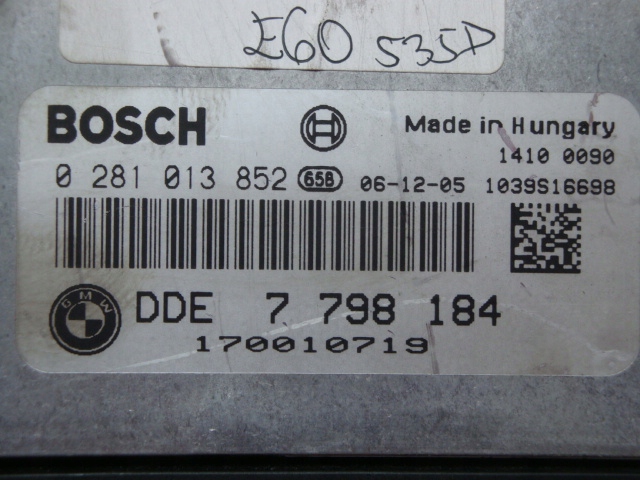 E60 535D
BOSCH
Made in Hungary
1410 0090
0 281 013 852 658 06-12-05 1039S16698
BMW DDE 7 798 184
170010719